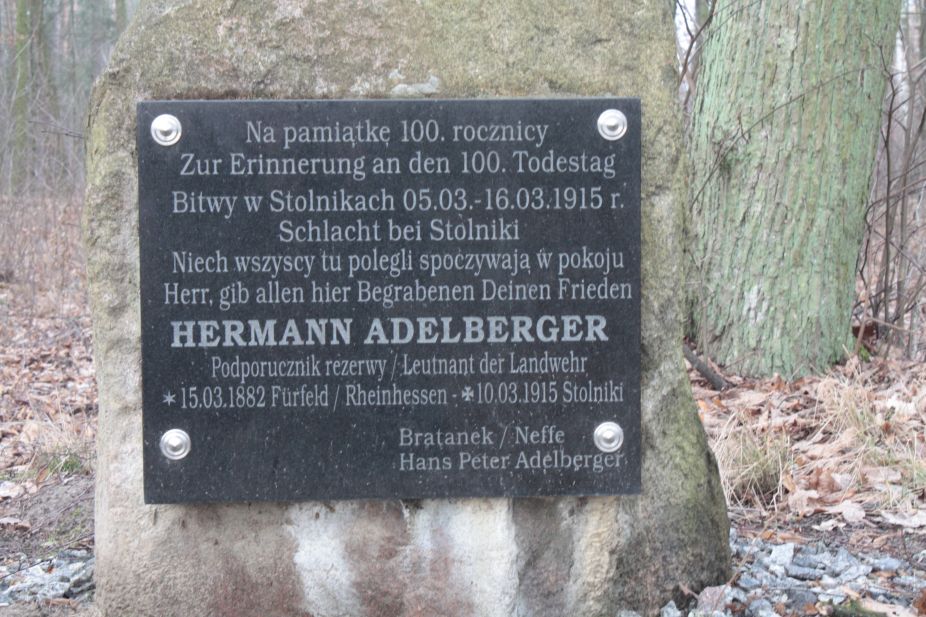 Na pamiątkę 100. rocznicy
Zur Erinnerung an den 100. Todestag
Bitwy w Stolnikach 05.03.-16.03.1915 r.
Schlacht bei Stolniki
Niech wszyscy tu polegli spoczywają w pokoju
Herr, gib allen hier Begrabenen Deinen Frieden
HERMANN ADELBERGER
Podporucznik rezerwy / Leutnant der Landwehr
*15.03.1882 Fürfeld / Rheinhessen - ✠10.03.1915 Stolniki
Bratanek / Neffe
Hans Peter Adelberger